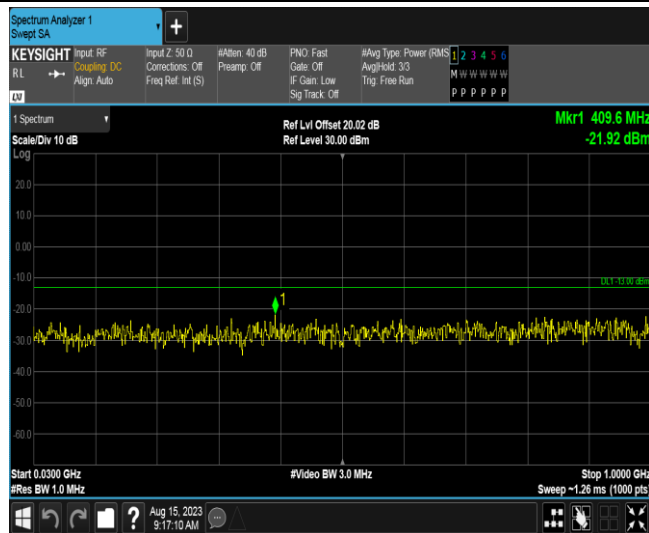 Spectrum Analyzer 1
Swept SA
+
KEYSIGHT
RL
LXI
Input: RF
Coupling: DC
Align: Auto
Input Z: 50 Ω
Corrections: Off
Freq Ref: Int (S)
#Atten: 40 dB
Preamp: Off
PNO: Fast
Gate: Off
IF Gain: Low
Sig Track: Off
#Avg Type: Power (RMS
Avg|Hold: 3/3
Trig: Free Run
1 2 3 4 5 6
M W W W W W
P P P P P P
1 Spectrum
Scale/Div 10 dB
Log
Ref Lvl Offset 20.02 dB
Ref Level 30.00 dBm
Mkr1 409.6 MHz
-21.92 dBm
20.0
10.0
0.00
-10.0
DL1 -13.00 dBm
1
-20.0
-30.0
-40.0
-50.0
-60.0
Start 0.0300 GHz
#Res BW 1.0 MHz
#Video BW 3.0 MHz
Stop 1.0000 GHz
Sweep ~1.26 ms (1000 pts)
?
Aug 15, 2023
9:17:10 AM